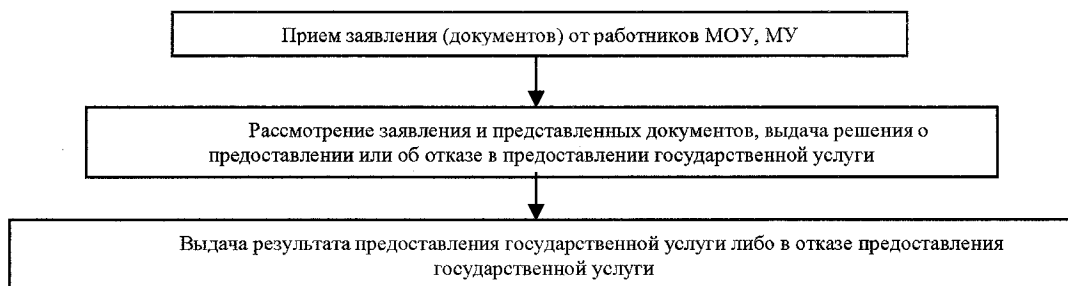 Прием заявления (документов) от работников МОУ, МУ
Рассмотрение заявления и представленных документов, выдача решения о
предоставлении или об отказе в предоставлении государственной услуги
Выдача результата предоставления государственной услуги либо в отказе предоставления
государственной услуги